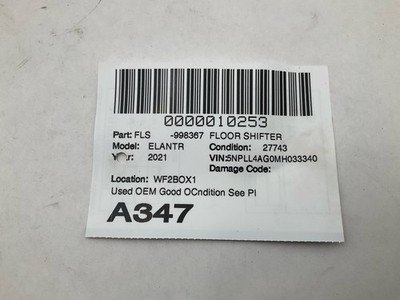 0000010253
Part: FLS -998367 FLOOR SHIFTER
Model: ELANTR Condition: 27743
Year: 2021 VIN:5NPLL4AG0MH033340
Damage Code:
Location: WF2BOX1
Used OEM Good OCndition See PI
A347